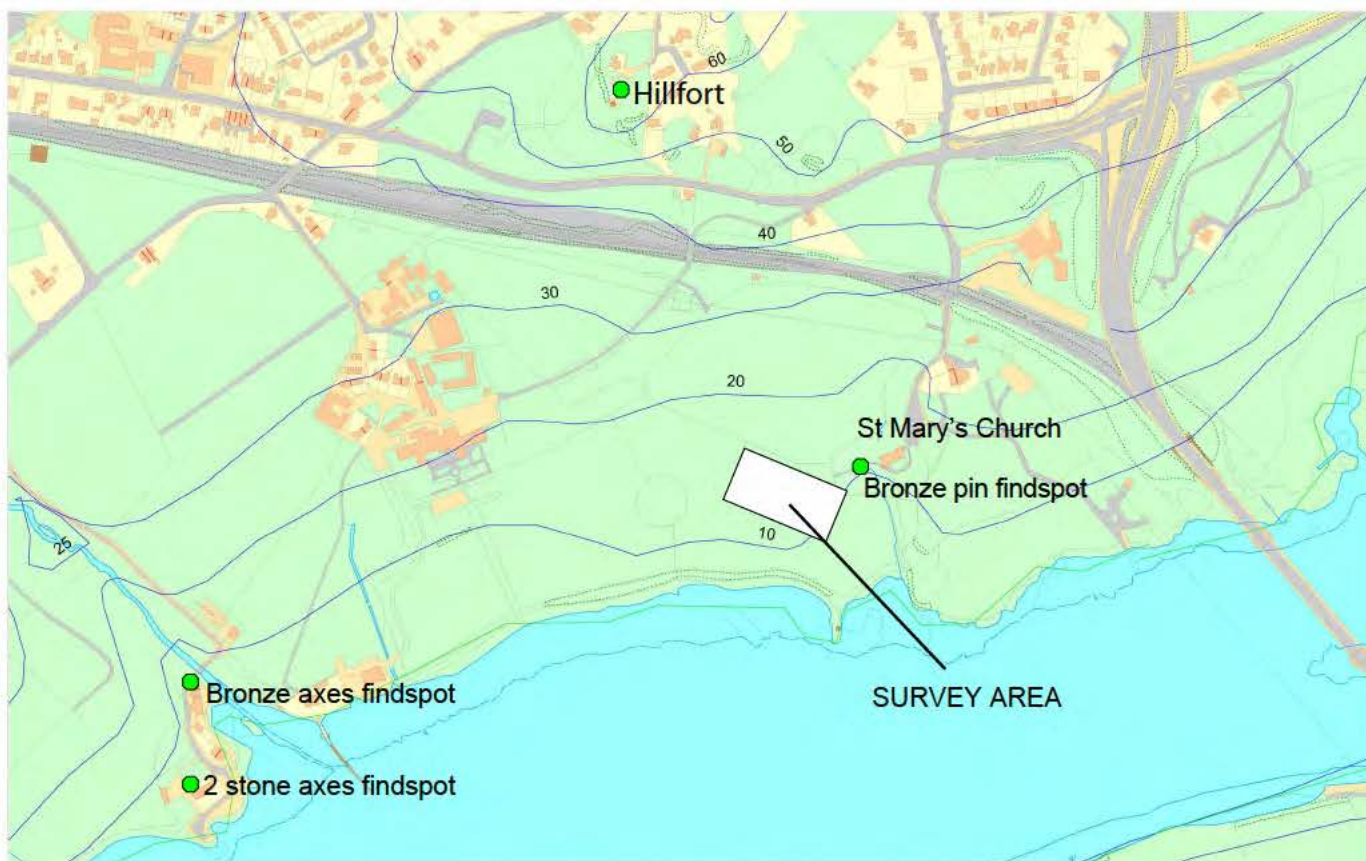 60
Hillfort
50
40
30
20
St Mary's Church
Bronze pin findspot
10
25
Bronze axes findspot
SURVEY AREA
2 stone axes findspot